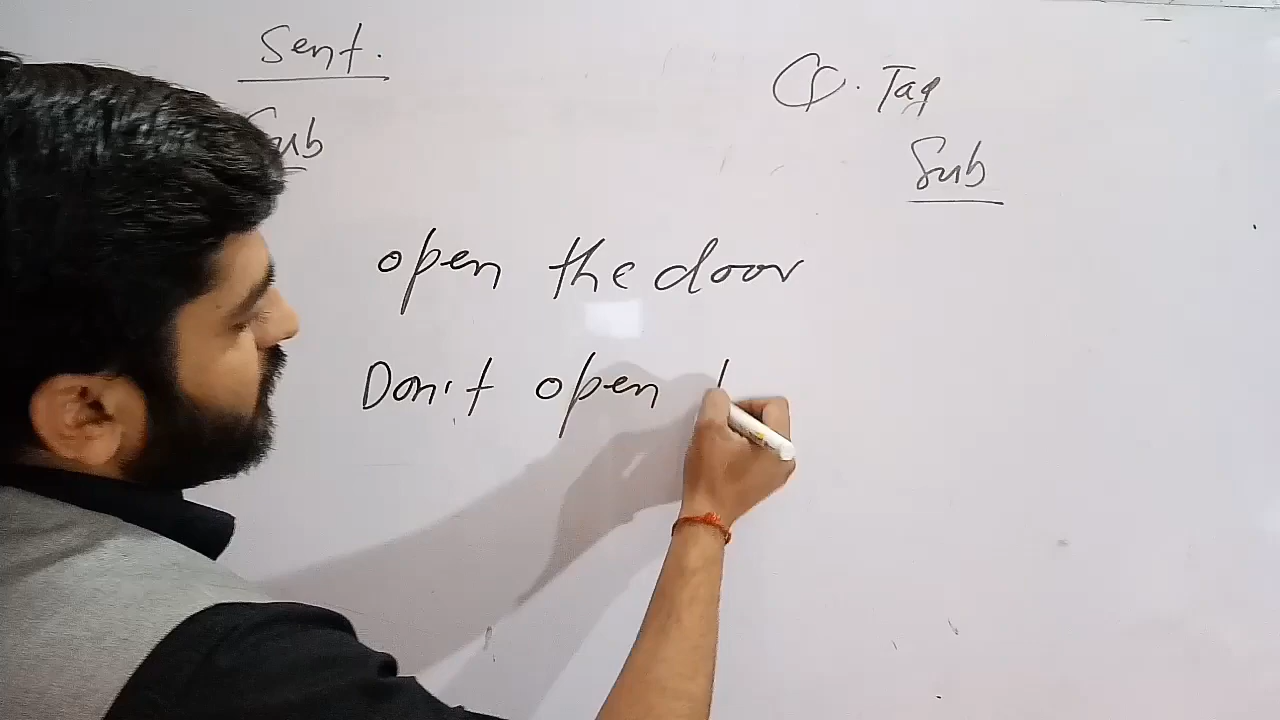 Sent.
Sub
Q. Tag
Sub
open the door
Don't open